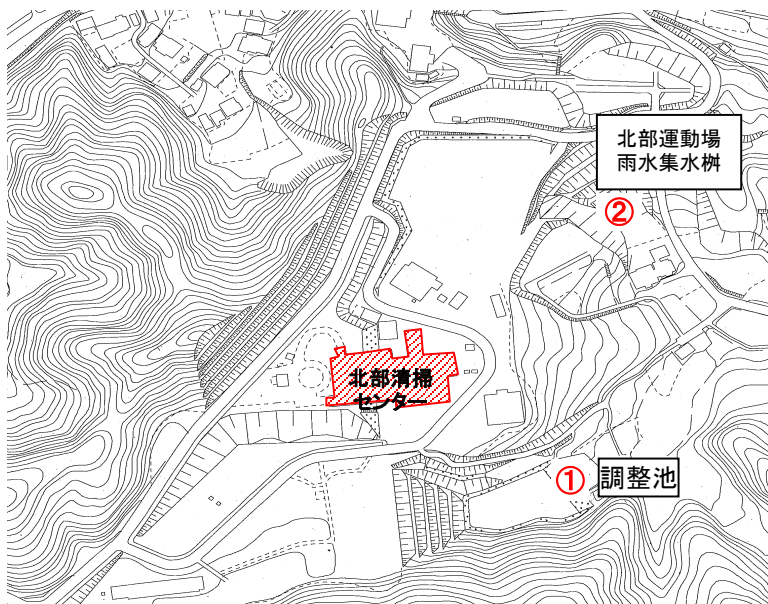 北部運動場
雨水集水桝
②
北部清掃
センター
①
調整池